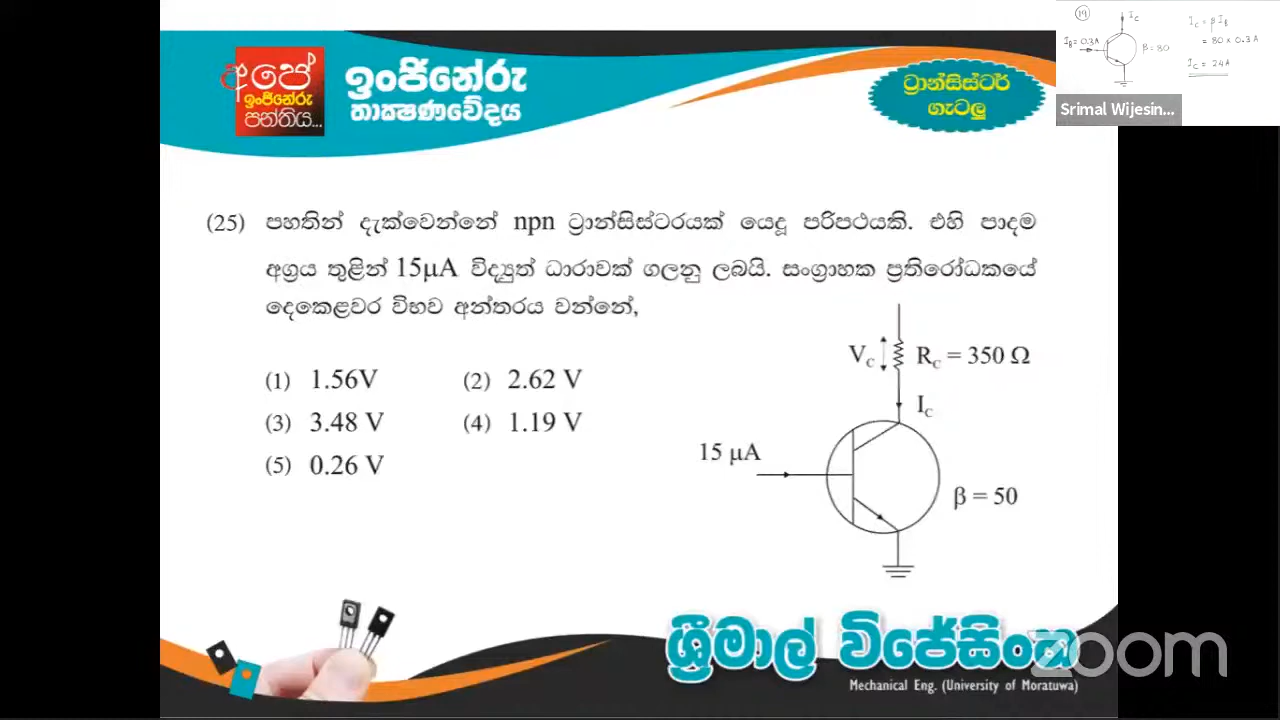 අපේ
ඉංජිනේරු
පන්තිය...
ඉංජිනේරු
තාක්ෂණවේදය
ට්‍රාන්සිස්ටර්
ගැටලු
19
I_C
I_B = 0.3A
β = 80
I_C = β I_B
= 80 × 0.3 A
I_C = 24A
Srimal Wijesin...
(25) පහතින් දැක්වෙන්නේ npn ට්‍රාන්සිස්ටරයක් යෙදූ පරිපථයකි. එහි පාදම
අග්‍රය තුළින් 15µA විද්‍යුත් ධාරාවක් ගලනු ලබයි. සංග්‍රාහක ප්‍රතිරෝධකයේ
දෙකෙළවර විභව අන්තරය වන්නේ,
(1) 1.56V (2) 2.62 V
(3) 3.48 V (4) 1.19 V
(5) 0.26 V
V_C R_C = 350 Ω
I_C
15 µA
β = 50
ශ්‍රීමාල් විජේසිංහ
zoom
Mechanical Eng. (University of Moratuwa)